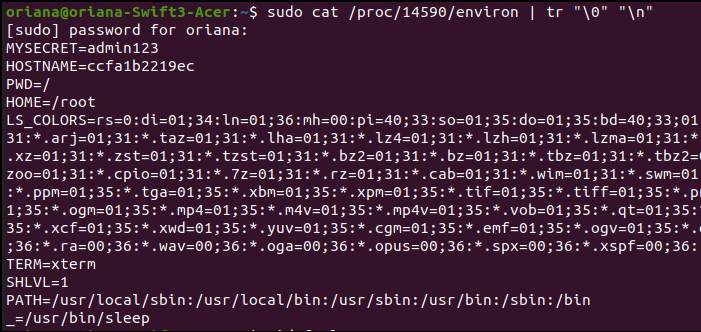 oriana@oriana-Swift3-Acer:~$ sudo cat /proc/14590/environ | tr "\0" "\n"
[sudo] password for oriana:
MYSECRET=admin123
HOSTNAME=ccfa1b2219ec
PWD=/
HOME=/root
LS_COLORS=rs=0:di=01;34:ln=01;36:mh=00:pi=40;33:so=01;35:do=01;35:bd=40;33;01
31:*.arj=01;31:*.taz=01;31:*.lha=01;31:*.lz4=01;31:*.lzh=01;31:*.lzma=01;31:*
.xz=01;31:*.zst=01;31:*.tzst=01;31:*.bz2=01;31:*.bz=01;31:*.tbz=01;31:*.tbz2=
zoo=01;31:*.cpio=01;31:*.7z=01;31:*.rz=01;31:*.cab=01;31:*.wim=01;31:*.swm=01
:*.ppm=01;35:*.tga=01;35:*.xbm=01;35:*.xpm=01;35:*.tif=01;35:*.tiff=01;35:*.p
1;35:*.ogm=01;35:*.mp4=01;35:*.m4v=01;35:*.mp4v=01;35:*.vob=01;35:*.qt=01;35:
35:*.xcf=01;35:*.xwd=01;35:*.yuv=01;35:*.cgm=01;35:*.emf=01;35:*.ogv=01;35:*.
;36:*.ra=00;36:*.wav=00;36:*.oga=00;36:*.opus=00;36:*.spx=00;36:*.xspf=00;36:
TERM=xterm
SHLVL=1
PATH=/usr/local/sbin:/usr/local/bin:/usr/sbin:/usr/bin:/sbin:/bin
_=/usr/bin/sleep